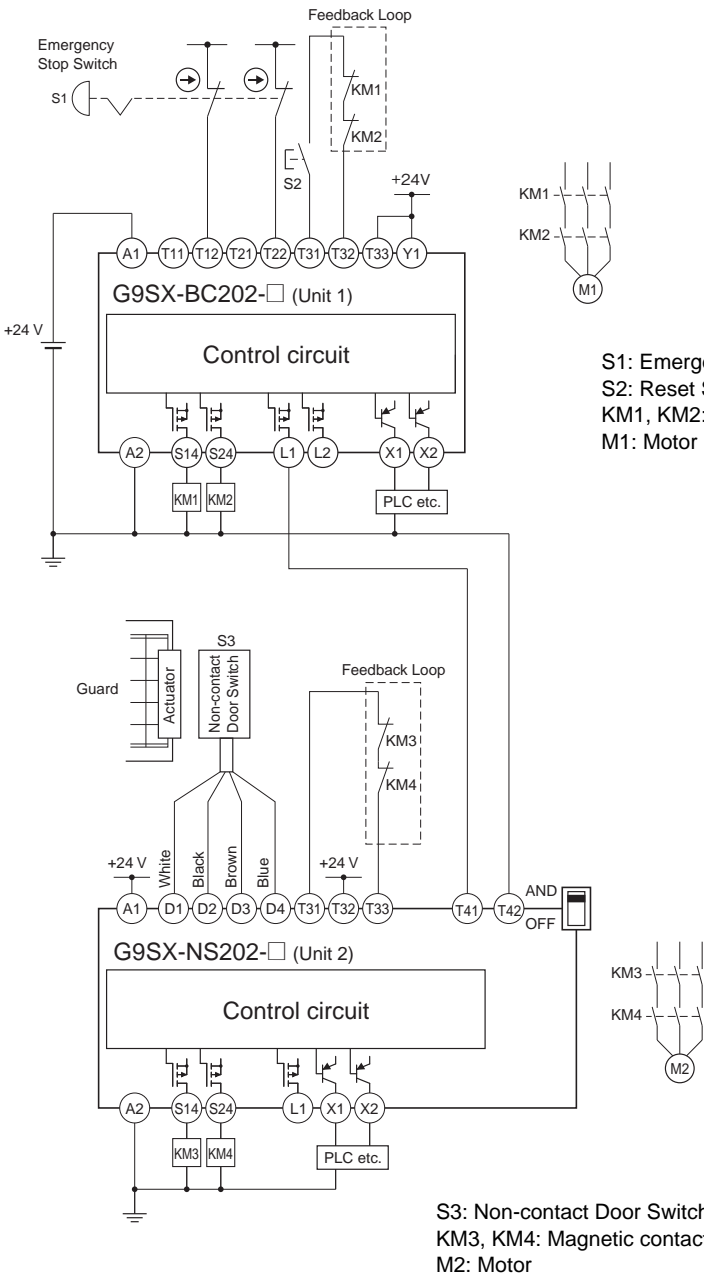 Feedback Loop
Emergency
Stop Switch
S1
KM1
KM2
S2
+24V
KM1
KM2
M1
A1 T11 T12 T21 T22 T31 T32 T33 Y1
G9SX-BC202-□ (Unit 1)
+24 V
Control circuit
S1: Emerge
S2: Reset S
KM1, KM2:
M1: Motor
A2 S14 S24 L1 L2 X1 X2
KM1 KM2 PLC etc.
S3
Guard
Actuator
Non-contact
Door Switch
Feedback Loop
KM3
KM4
+24 V
White
Black
Brown
Blue
+24 V
A1 D1 D2 D3 D4 T31 T32 T33 T41 T42
AND
OFF
G9SX-NS202-□ (Unit 2)
Control circuit
KM3
KM4
M2
A2 S14 S24 L1 X1 X2
KM3 KM4 PLC etc.
S3: Non-contact Door Switch
KM3, KM4: Magnetic contact
M2: Motor